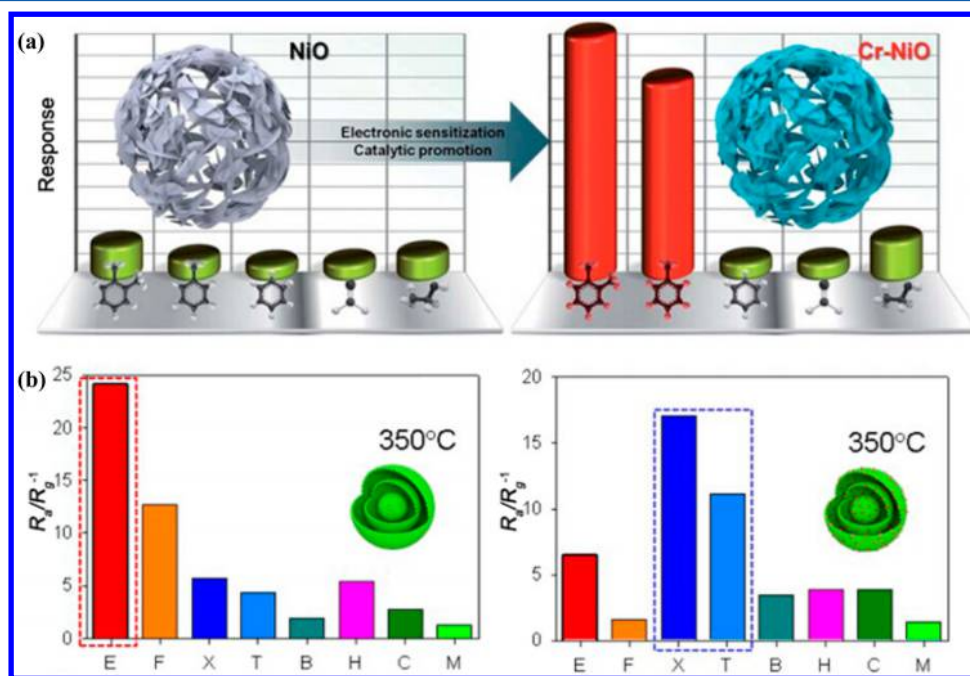 (a)
NiO
Cr-NiO
Response
Electronic sensitization
Catalytic promotion
(b)
25
20
15
10
5
0
Ra/Rg-1
350°C
E F X T B H C M
20
15
10
5
0
Ra/Rg-1
350°C
E F X T B H C M